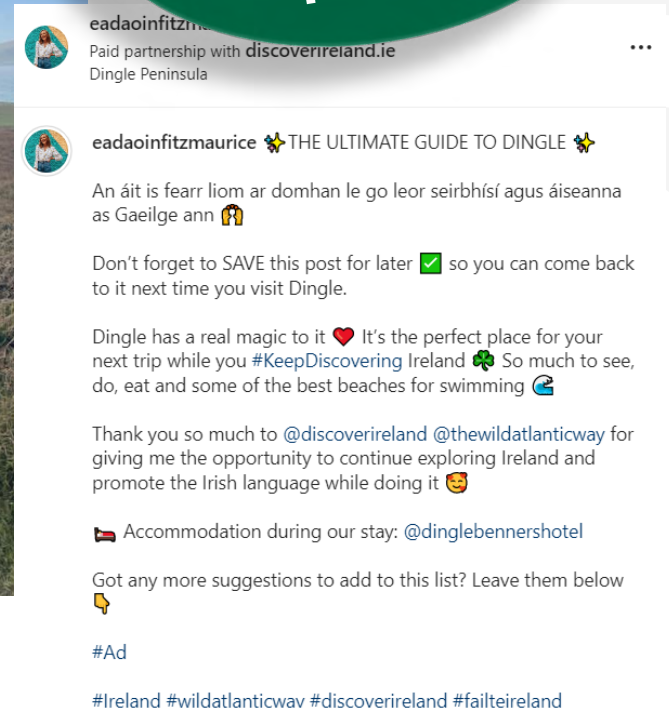 Paid partnership with discoverireland.ie
Dingle Peninsula
eadaoinfitzmaurice ✨THE ULTIMATE GUIDE TO DINGLE ✨
An áit is fearr liom ar domhan le go leor seirbhísí agus áiseanna
as Gaeilge ann 🙌
Don't forget to SAVE this post for later ✅ so you can come back
to it next time you visit Dingle.
Dingle has a real magic to it ❤️ It's the perfect place for your
next trip while you #KeepDiscovering Ireland ☘️ So much to see,
do, eat and some of the best beaches for swimming 🌊
Thank you so much to @discoverireland @thewildatlanticway for
giving me the opportunity to continue exploring Ireland and
promote the Irish language while doing it 🥰
🛏️ Accommodation during our stay: @dinglebennershotel
Got any more suggestions to add to this list? Leave them below
👇
#Ad
#Ireland #wildatlanticway #discoverireland #failteireland